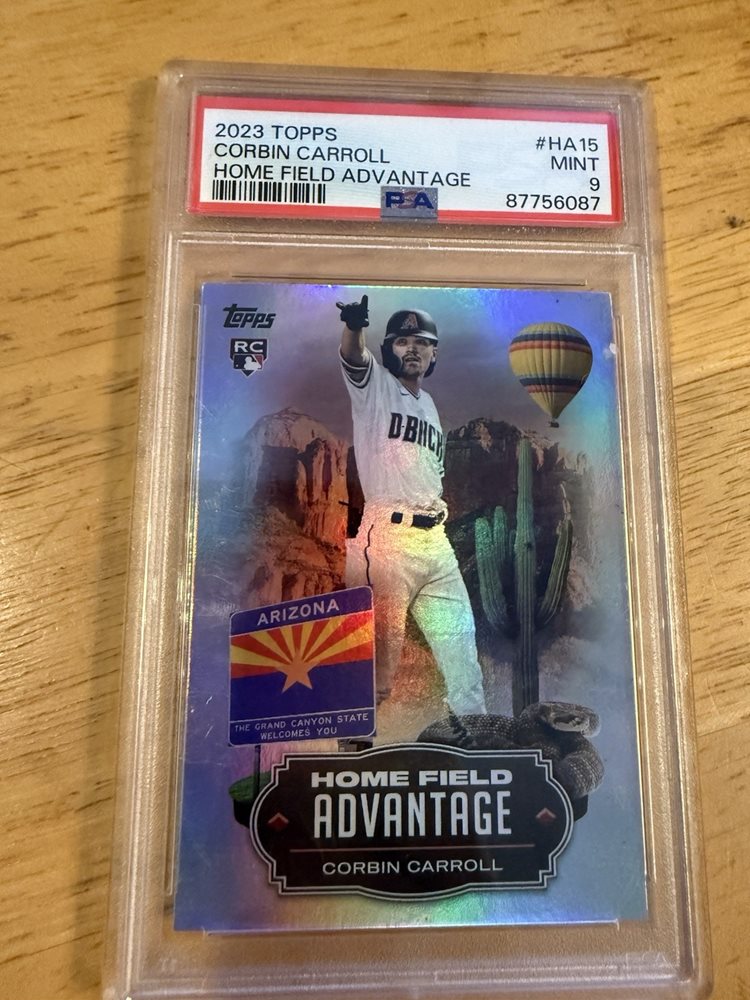 2023 TOPPS
#HA15
CORBIN CARROLL
MINT
HOME FIELD ADVANTAGE
9
PSA
87756087
topps
RC
A
D-BACK
ARIZONA
THE GRAND CANYON STATE
WELCOMES YOU
HOME FIELD
ADVANTAGE
CORBIN CARROLL